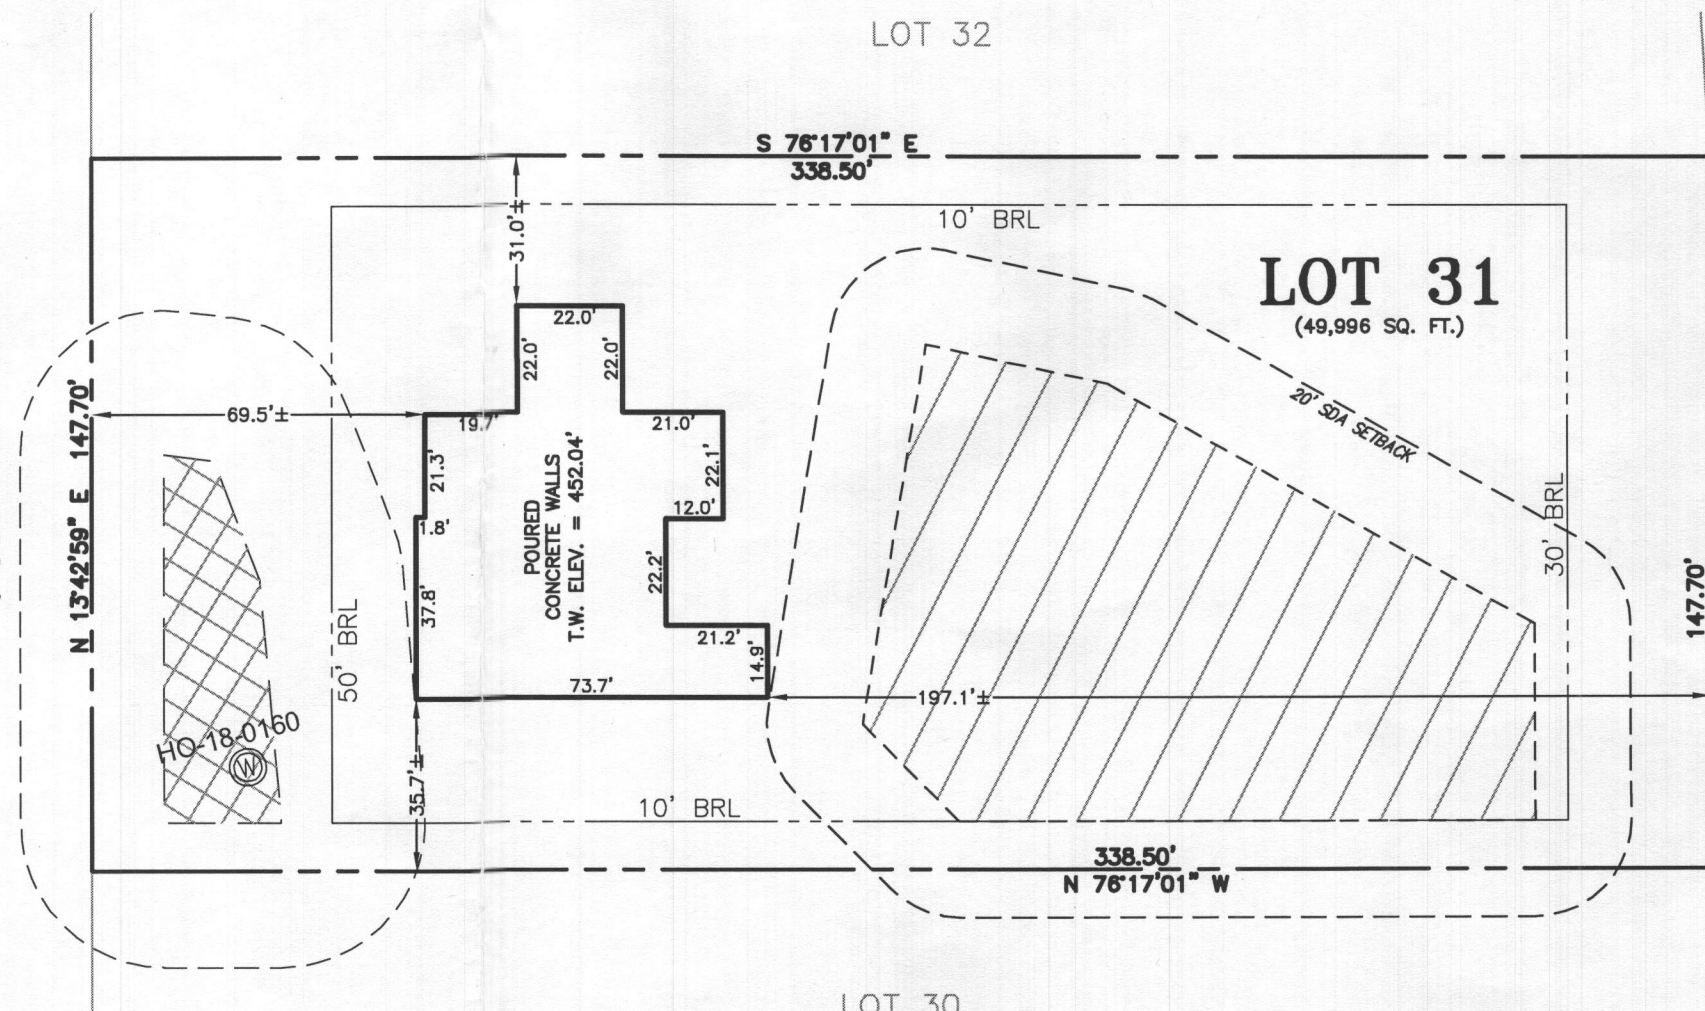 LOT 32
S 76°17'01" E
338.50'
10' BRL
31.0'±
LOT 31
(49,996 SQ. FT.)
22.0'
22.0'
22.0'
20' SDA SETBACK
69.5'±
19.7'
21.0'
N 13°42'59" E 147.70'
21.3'
22.1'
1.8'
12.0'
POURED
CONCRETE WALLS
T.W. ELEV. = 452.04'
30' BRL
22.2'
37.8'
50' BRL
21.2'
14.9'
147.70'
73.7'
197.1'±
HO-18-0160
W
35.7'±
10' BRL
338.50'
N 76°17'01" W
LOT 30